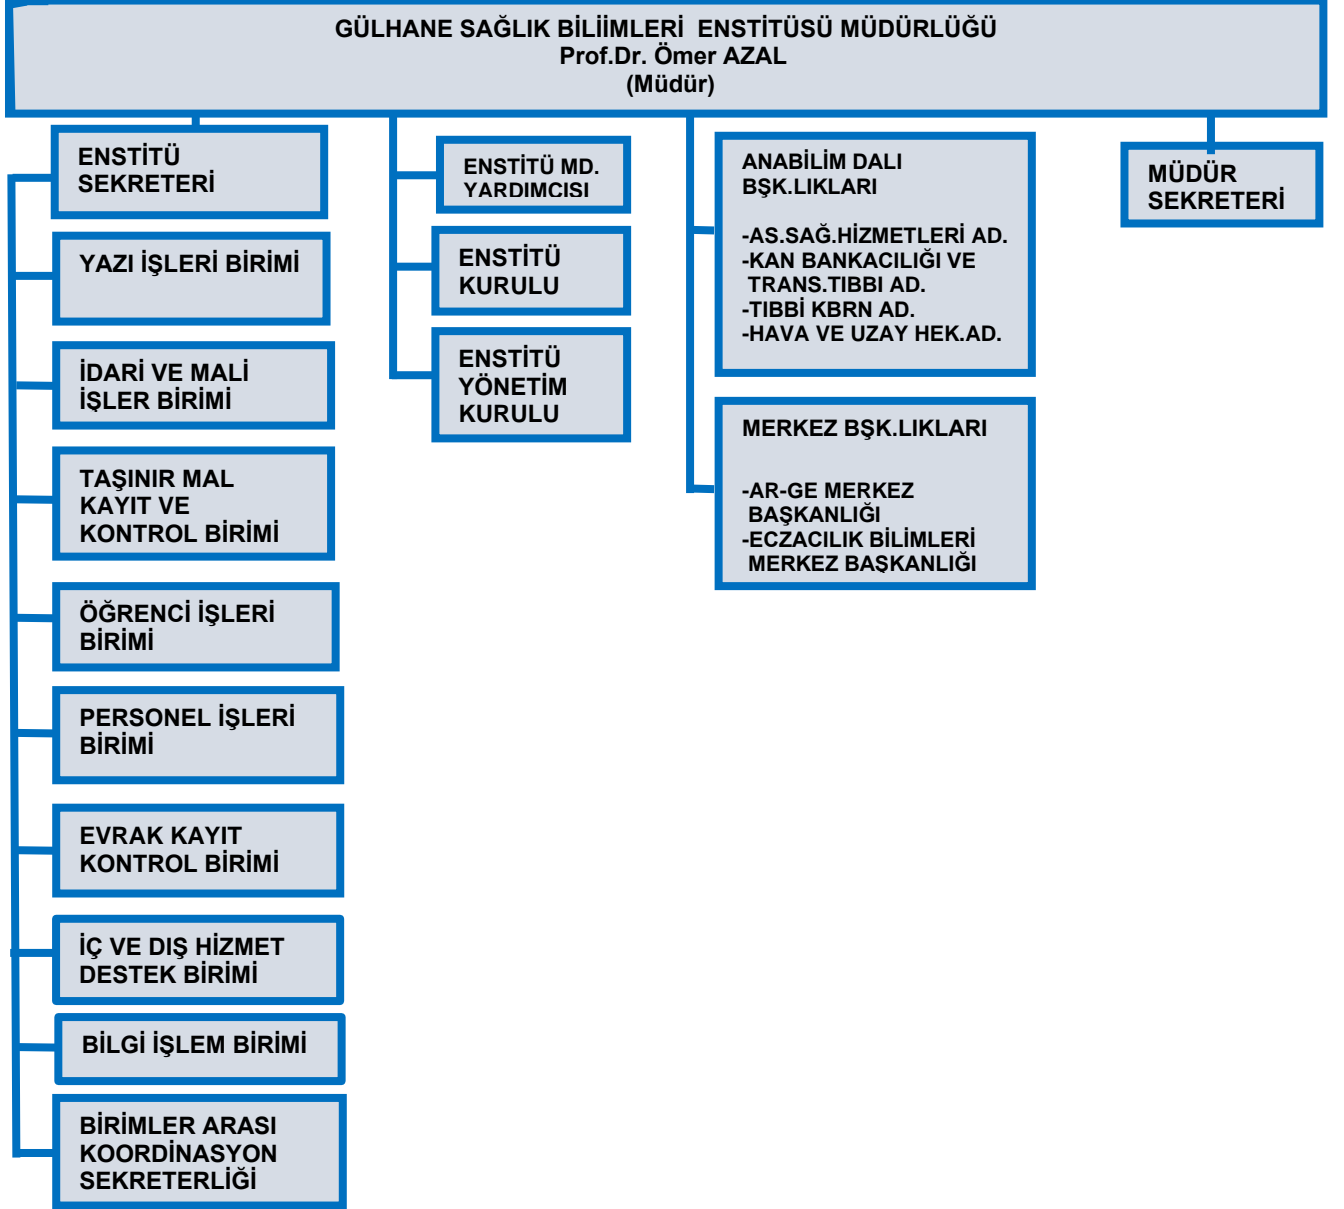 GÜLHANE SAĞLIK BİLİİMLERİ  ENSTİTÜSÜ MÜDÜRLÜĞÜ
Prof.Dr. Ömer AZAL
(Müdür)
ENSTİTÜ
SEKRETERİ
YAZI İŞLERİ BİRİMİ
İDARİ VE MALİ
İŞLER BİRİMİ
TAŞINIR MAL
KAYIT VE
KONTROL BİRİMİ
ÖĞRENCİ İŞLERİ
BİRİMİ
PERSONEL İŞLERİ
BİRİMİ
EVRAK KAYIT
KONTROL BİRİMİ
İÇ VE DIŞ HİZMET
DESTEK BİRİMİ
BİLGİ İŞLEM BİRİMİ
BİRİMLER ARASI
KOORDİNASYON
SEKRETERLİĞİ
ENSTİTÜ MD.
YARDIMCISI
ENSTİTÜ
KURULU
ENSTİTÜ
YÖNETİM
KURULU
ANABİLİM DALI
BŞK.LIKLARI
-AS.SAĞ.HİZMETLERİ AD.
-KAN BANKACILIĞI VE
TRANS.TIBBI AD.
-TIBBİ KBRN AD.
-HAVA VE UZAY HEK.AD.
MERKEZ BŞK.LIKLARI
-AR-GE MERKEZ
BAŞKANLIĞI
-ECZACILIK BİLİMLERİ
MERKEZ BAŞKANLIĞI
MÜDÜR
SEKRETERİ